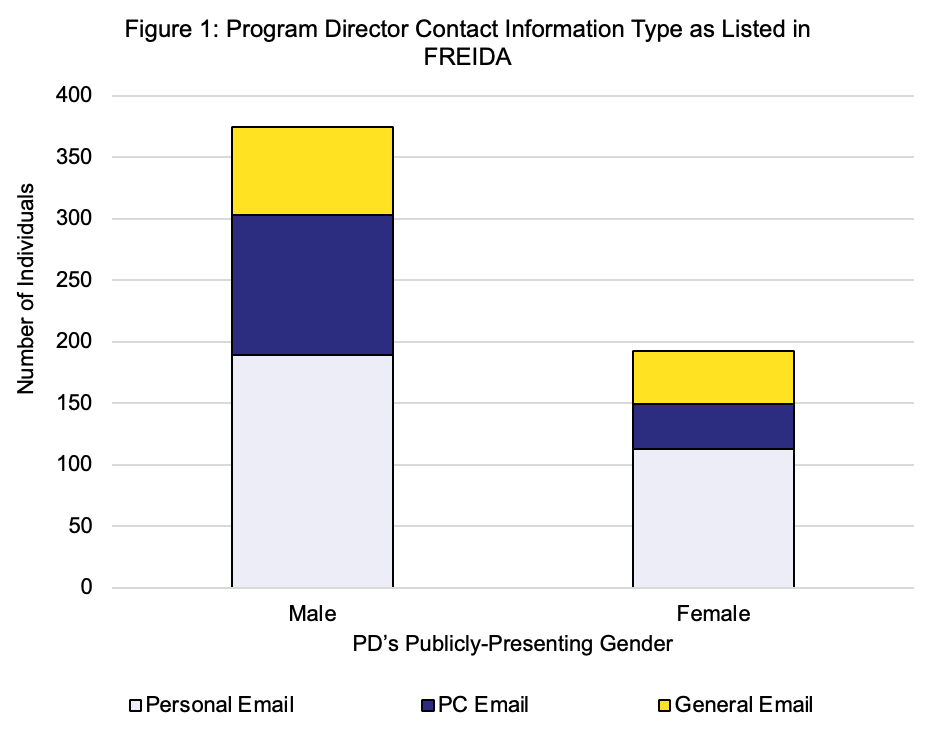 Figure 1: Program Director Contact Information Type as Listed in
FREIDA
Number of Individuals
400
350
300
250
200
150
100
50
0
Male Female
PD’s Publicly-Presenting Gender
Personal Email PC Email General Email